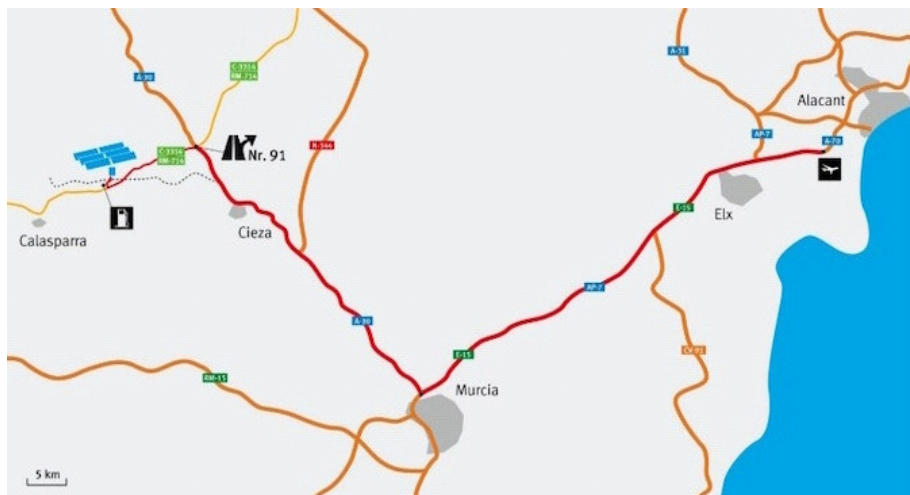 A-31
C-3314
RM-714
A-30
Alacant
AP-7
A-70
N-344
Nr. 91
C-3314
RM-714
Elx
E-15
Cieza
Calasparra
AP-7
A-30
E-15
CV-91
RM-15
Murcia
5 km